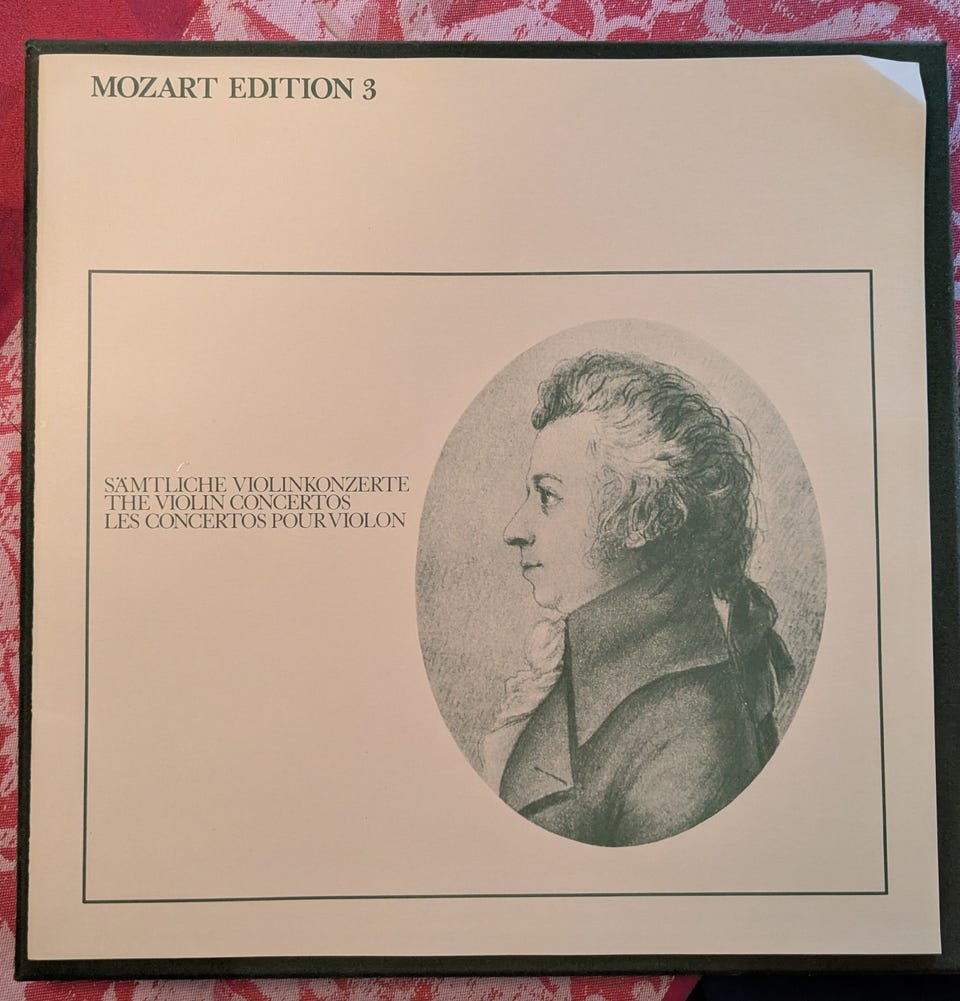 MOZART EDITION 3
SÄMTLICHE VIOLINKONZERTE
THE VIOLIN CONCERTOS
LES CONCERTOS POUR VIOLON